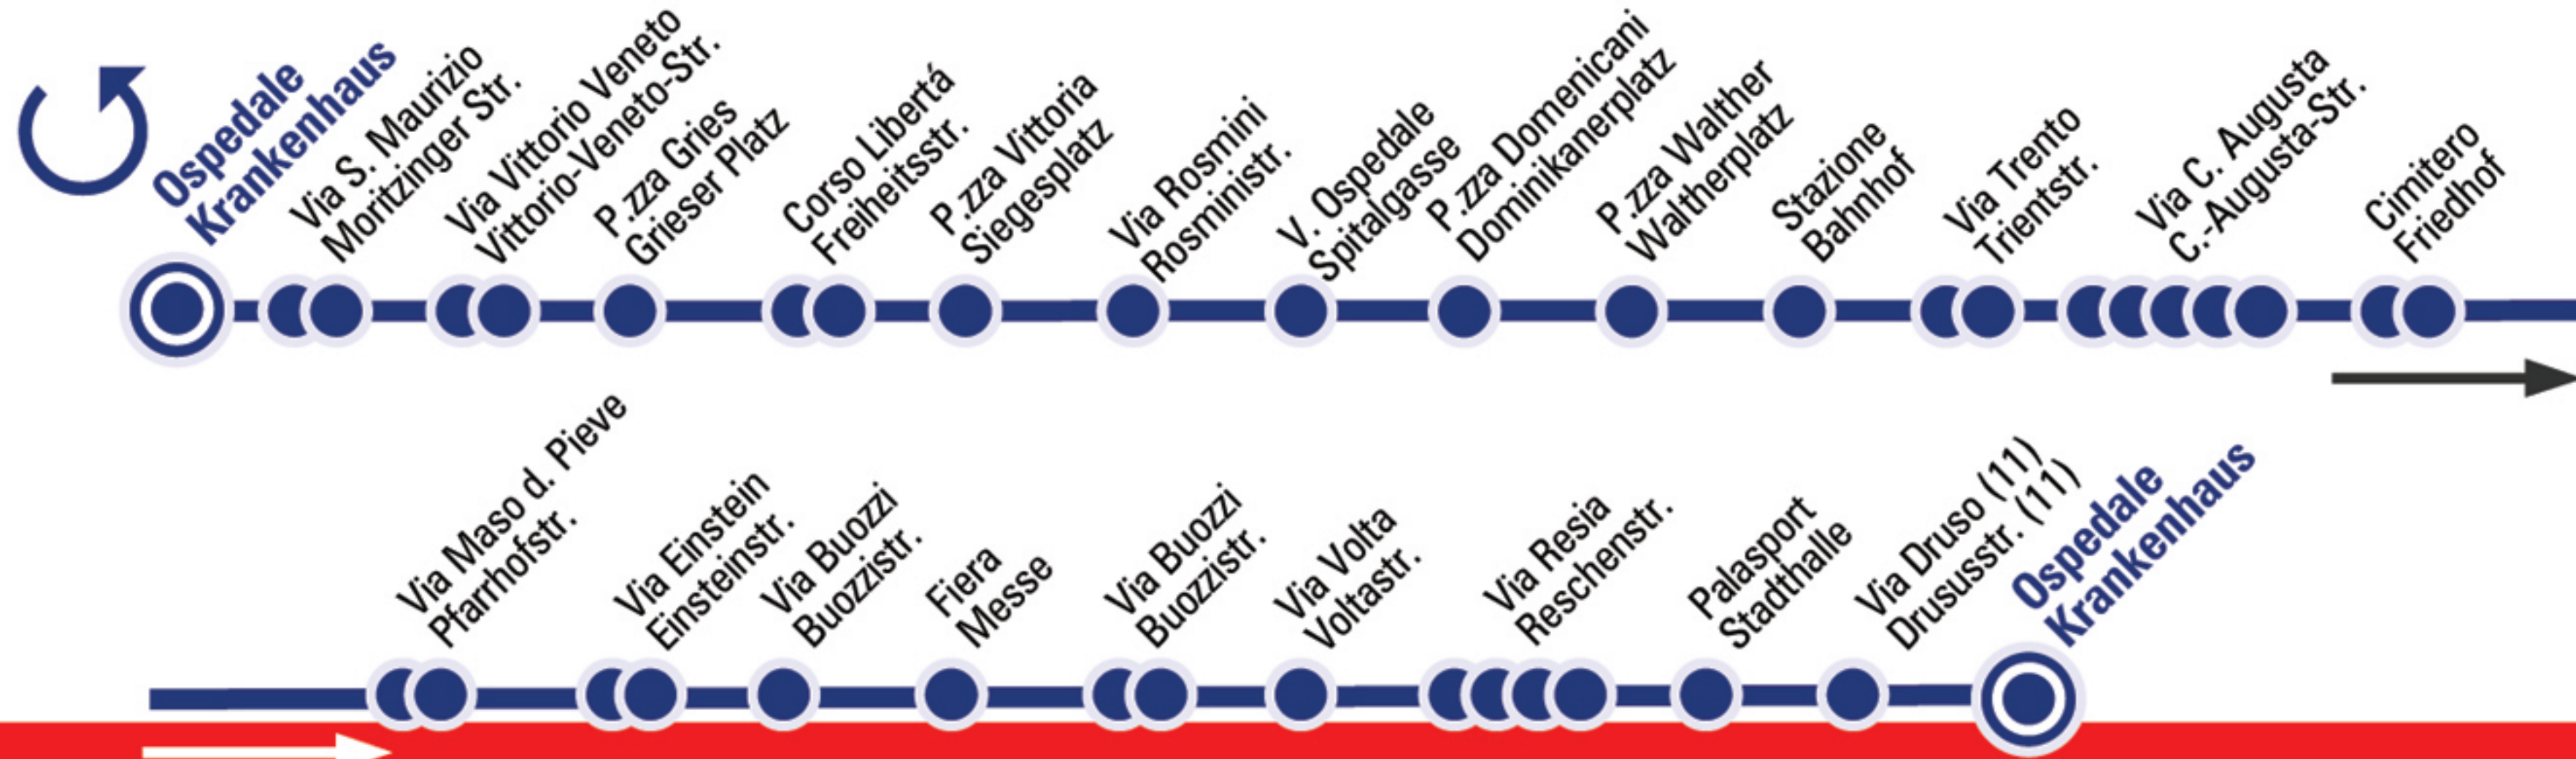 Ospedale
Krankenhaus
Via S. Maurizio
Moritzinger Str.
Via Vittorio Veneto
Vittorio-Veneto-Str.
P.zza Gries
Grieser Platz
Corso Libertá
Freiheitsstr.
P.zza Vittoria
Siegesplatz
Via Rosmini
Rosministr.
V. Ospedale
Spitalgasse
P.zza Domenicani
Dominikanerplatz
P.zza Walther
Waltherplatz
Stazione
Bahnhof
Via Trento
Trientstr.
Via C. Augusta
C.-Augusta-Str.
Cimitero
Friedhof
Via Maso d. Pieve
Pfarrhofstr.
Via Einstein
Einsteinstr.
Via Buozzi
Buozzistr.
Fiera
Messe
Via Buozzi
Buozzistr.
Via Volta
Voltastr.
Via Resia
Reschenstr.
Palasport
Stadthalle
Via Druso (11)
Drususstr. (11)
Ospedale
Krankenhaus